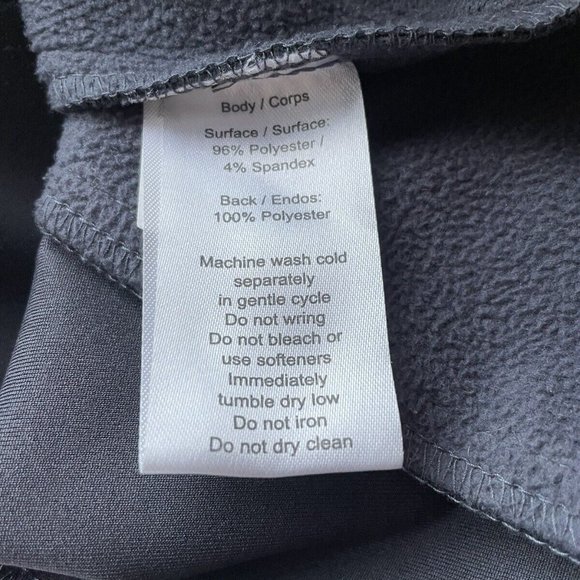 Body / Corps
Surface / Surface:
96% Polyester /
4% Spandex
Back / Endos:
100% Polyester
Machine wash cold
separately
in gentle cycle
Do not wring
Do not bleach or
use softeners
Immediately
tumble dry low
Do not iron
Do not dry clean